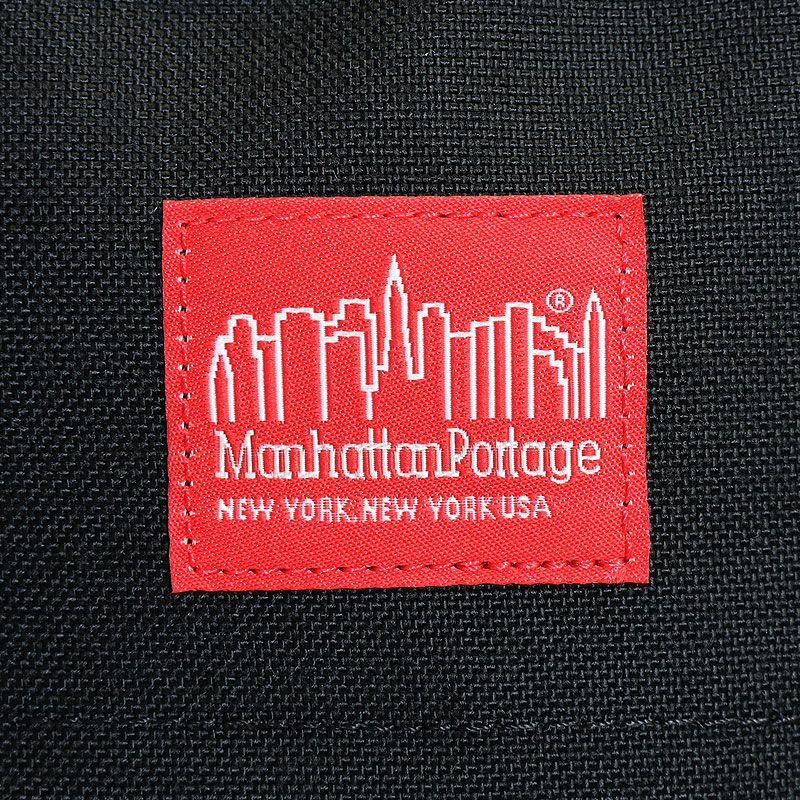 ®
ManhattanPortage
NEW YORK, NEW YORK USA